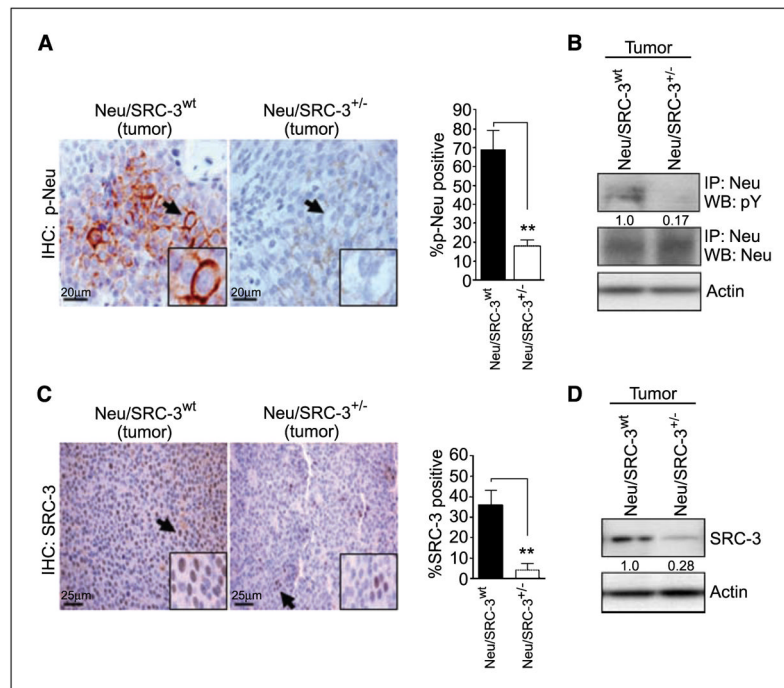 A
Neu/SRC-3wt
(tumor)
Neu/SRC-3+/-
(tumor)
IHC: p-Neu
20μm
20μm
%p-Neu positive
90
80
70
60
50
40
30
20
10
0
**
Neu/SRC-3wt
Neu/SRC-3+/-
B
Tumor
Neu/SRC-3wt
Neu/SRC-3+/-
IP: Neu
WB: pY
1.0 0.17
IP: Neu
WB: Neu
Actin
C
Neu/SRC-3wt
(tumor)
Neu/SRC-3+/-
(tumor)
IHC: SRC-3
25μm
25μm
%SRC-3 positive
60
50
40
30
20
10
0
**
Neu/SRC-3wt
Neu/SRC-3+/-
D
Tumor
Neu/SRC-3wt
Neu/SRC-3+/-
SRC-3
1.0 0.28
Actin